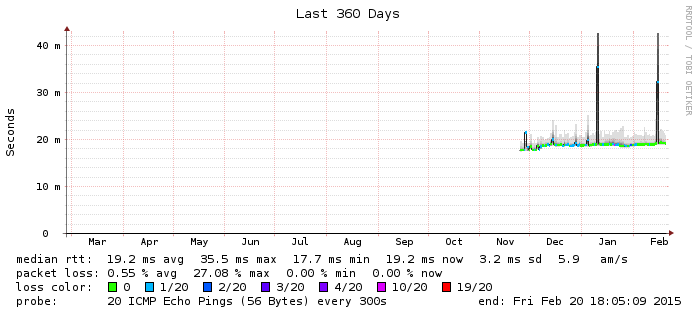 Last 360 Days
RRDTOOL / TOBI OETIKER
Seconds
40 m
30 m
20 m
10 m
0
Mar Apr May Jun Jul Aug Sep Oct Nov Dec Jan Feb
median rtt: 19.2 ms avg 35.5 ms max 17.7 ms min 19.2 ms now 3.2 ms sd 5.9 am/s
packet loss: 0.55 % avg 27.08 % max 0.00 % min 0.00 % now
loss color: 0 1/20 2/20 3/20 4/20 10/20 19/20
probe: 20 ICMP Echo Pings (56 Bytes) every 300s end: Fri Feb 20 18:05:09 2015